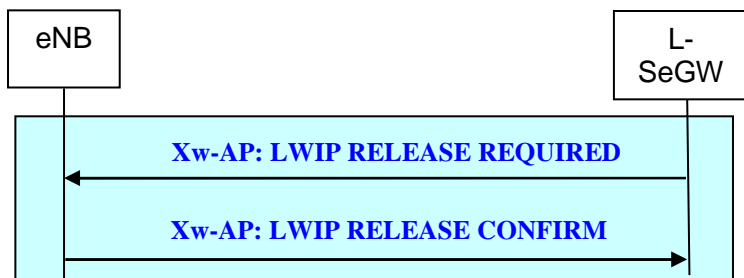 eNB
L-
SeGW
Xw-AP: LWIP RELEASE REQUIRED
Xw-AP: LWIP RELEASE CONFIRM